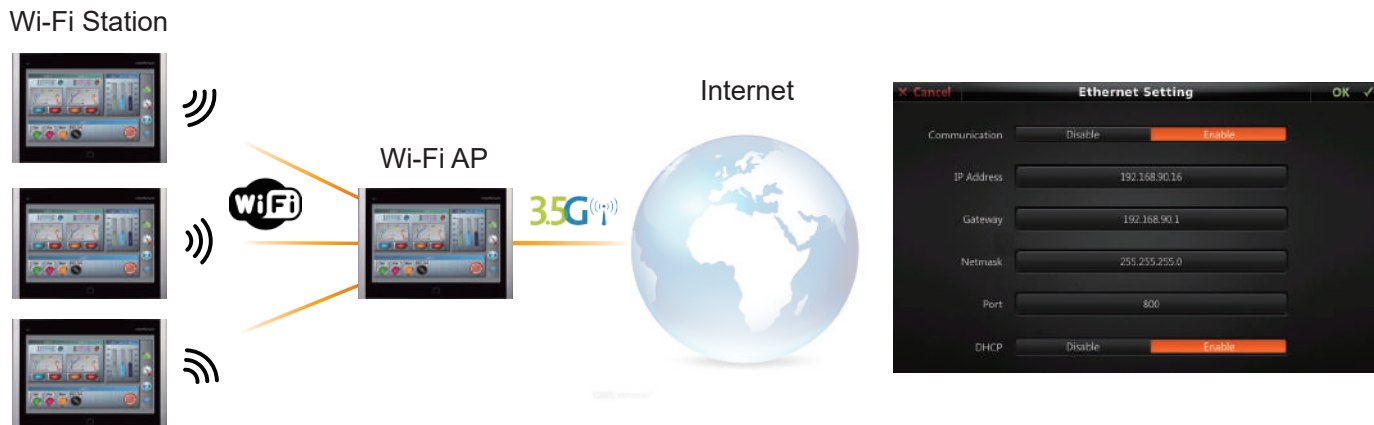 Wi-Fi Station
Wi-Fi AP
Internet
WiFi
3.5G
× Cancel
Ethernet Setting
OK ✓
Communication
Disable
Enable
IP Address
192.168.90.16
Gateway
192.168.90.1
Netmask
255.255.255.0
Port
800
DHCP
Disable
Enable